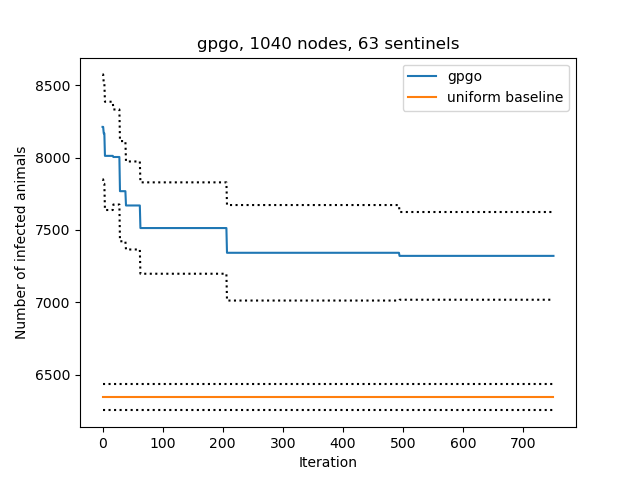 gpgo, 1040 nodes, 63 sentinels
gpgo
uniform baseline
8500
8000
7500
7000
6500
Number of infected animals
0 100 200 300 400 500 600 700
Iteration